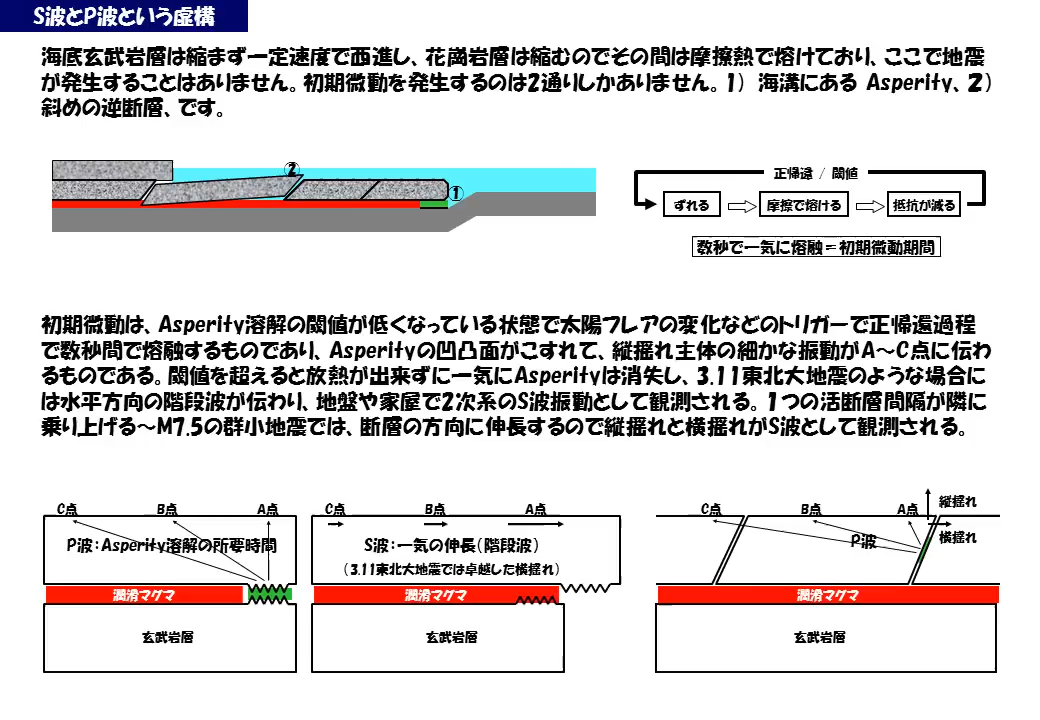 S波とP波という虚構
海底玄武岩層は縮まず一定速度で西進し、花崗岩層は縮むのでその間は摩擦熱で熔けており、ここで地震
が発生することはありません。初期微動を発生するのは2通りしかありません。1） 海溝にある Asperity、2）
斜めの逆断層、です。
②
①
正帰還 / 閾値
ずれる
摩擦で熔ける
抵抗が減る
数秒で一気に熔融＝初期微動期間
初期微動は、Asperity溶解の閾値が低くなっている状態で太陽フレアの変化などのトリガーで正帰還過程
で数秒間で熔融するものであり、Asperityの凹凸面がこすれて、縦揺れ主体の細かな振動がA～C点に伝わ
るものである。閾値を超えると放熱が出来ずに一気にAsperityは消失し、3.11東北大地震のような場合に
は水平方向の階段波が伝わり、地盤や家屋で2次系のS波振動として観測される。1つの活断層間隔が隣に
乗り上げる～M7.5の群小地震では、断層の方向に伸長するので縦揺れと横揺れがS波として観測される。
C点 B点 A点
P波：Asperity溶解の所要時間
潤滑マグマ
玄武岩層
C点 B点 A点
S波：一気の伸長（階段波）
（3.11東北大地震では卓越した横揺れ）
潤滑マグマ
玄武岩層
縦揺れ
C点 B点 A点
横揺れ
P波
潤滑マグマ
玄武岩層